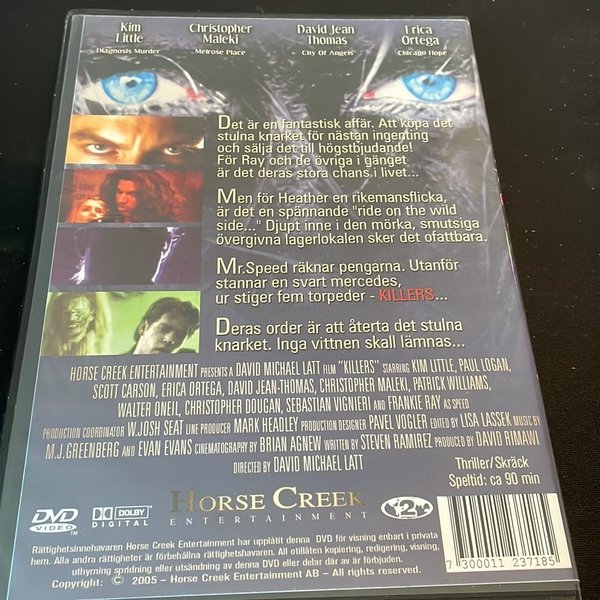 Kim Little
Diagnosis Murder
Christopher Maleki
Melrose Place
David Jean Thomas
City Of Angels
Erica Ortega
Chicago Hope
Det är en fantastisk affär. Att köpa det
stulna knarket för nästan ingenting
och sälja det till högstbjudande!
För Ray och de övriga i gänget
är det deras stora chans i livet...
Men för Heather en rikemansflicka,
är det en spännande "ride on the wild
side..." Djupt inne i den mörka, smutsiga
övergivna lagerlokalen sker det ofattbara.
Mr.Speed räknar pengarna. Utanför
stannar en svart mercedes,
ur stiger fem torpeder - KILLERS...
Deras order är att återta det stulna
knarket. Inga vittnen skall lämnas...
HORSE CREEK ENTERTAINMENT PRESENTS A DAVID MICHAEL LATT FILM "KILLERS" STARRING KIM LITTLE, PAUL LOGAN,
SCOTT CARSON, ERICA ORTEGA, DAVID JEAN-THOMAS, CHRISTOPHER MALEKI, PATRICK WILLIAMS,
WALTER ONEIL, CHRISTOPHER DOUGAN, SEBASTIAN VIGNIERI AND FRANKIE RAY AS SPEED
PRODUCTION COORDINATOR W.JOSH SEAT LINE PRODUCER MARK HEADLEY PRODUCTION DESIGNER PAVEL VOGLER EDITED BY LISA LASSEK MUSIC BY
M.J.GREENBERG AND EVAN EVANS CINEMATOGRAPHY BY BRIAN AGNEW WRITTEN BY STEVEN RAMIREZ PRODUCED BY DAVID RIMAWI
DIRECTED BY DAVID MICHAEL LATT
Thriller/Skräck
Speltid: ca 90 min
DVD
VIDEO
DOLBY
DIGITAL
HORSE CREEK
ENTERTAINMENT
2
7 300011 237185
Rättighetsinnehavaren Horse Creek Entertainment har upplåtit denna DVD för visning enbart i privata
hem. Alla andra rättigheter är förbehållna rättighetshavaren. All otillåten kopiering, redigering, visning,
uthyrning spridning eller utsändning av denna DVD eller delar där av är förbjuden.
Copyright: © 2005 - Horse Creek Entertainment AB - All rights reserved.